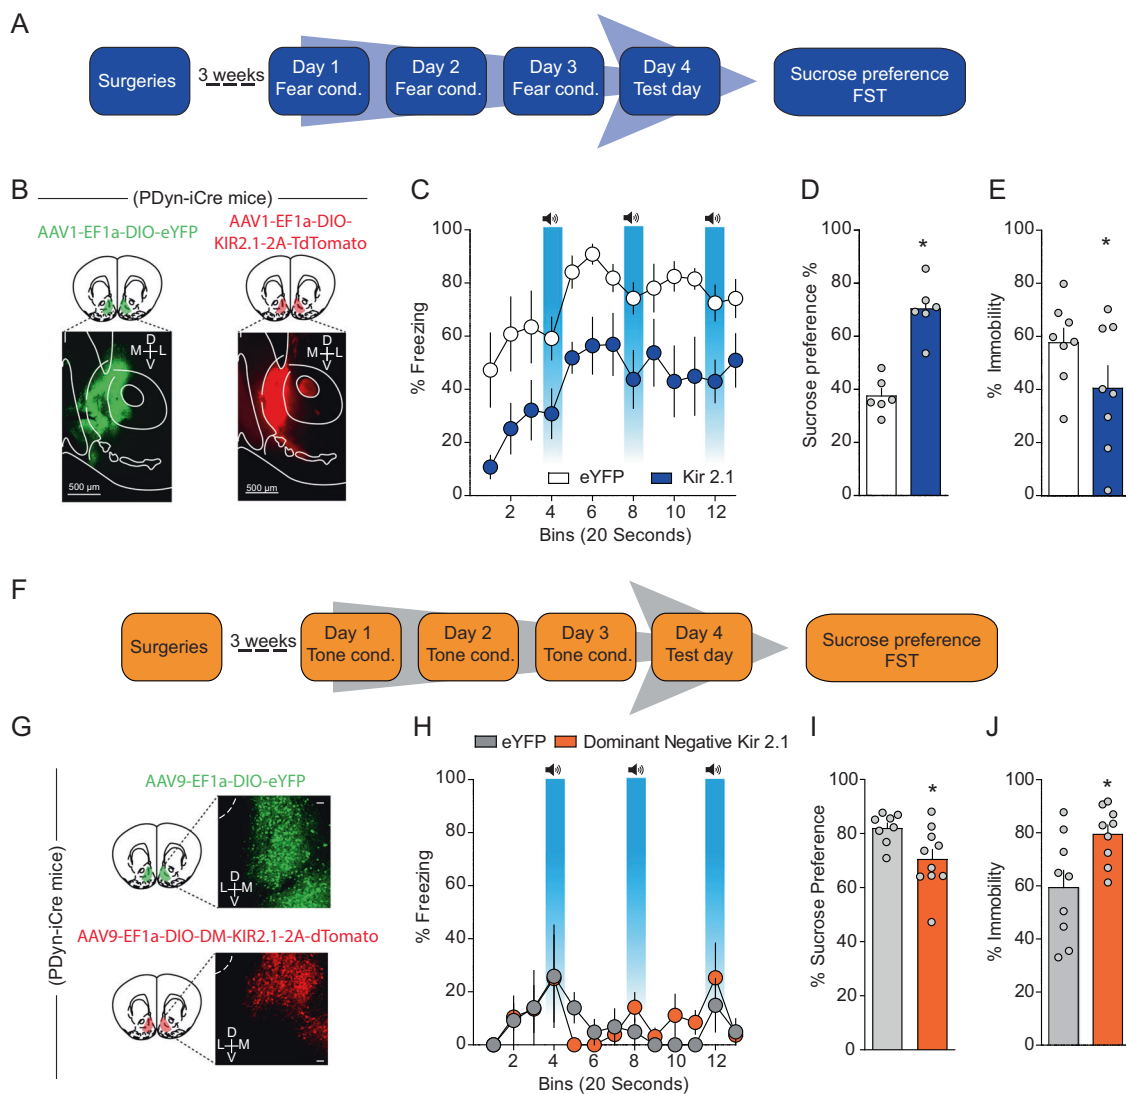 A
Surgeries
3 weeks
Day 1
Fear cond.
Day 2
Fear cond.
Day 3
Fear cond.
Day 4
Test day
Sucrose preference
FST
B
(PDyn-iCre mice)
AAV1-EF1a-DIO-eYFP
AAV1-EF1a-DIO-
KIR2.1-2A-TdTomato
D
M L
V
500 µm
D
M L
V
500 µm
C
% Freezing
100
80
60
40
20
0
eYFP
Kir 2.1
2 4 6 8 10 12
Bins (20 Seconds)
D
Sucrose preference %
100
80
60
40
20
0
*
E
% Immobility
100
80
60
40
20
0
*
F
Surgeries
3 weeks
Day 1
Tone cond.
Day 2
Tone cond.
Day 3
Tone cond.
Day 4
Test day
Sucrose preference
FST
G
(PDyn-iCre mice)
AAV9-EF1a-DIO-eYFP
D
L M
V
AAV9-EF1a-DIO-DM-KIR2.1-2A-dTomato
D
L M
V
H
eYFP
Dominant Negative Kir 2.1
% Freezing
100
80
60
40
20
0
2 4 6 8 10 12
Bins (20 Seconds)
I
% Sucrose Preference
100
80
60
40
20
0
*
J
% Immobility
100
80
60
40
20
0
*